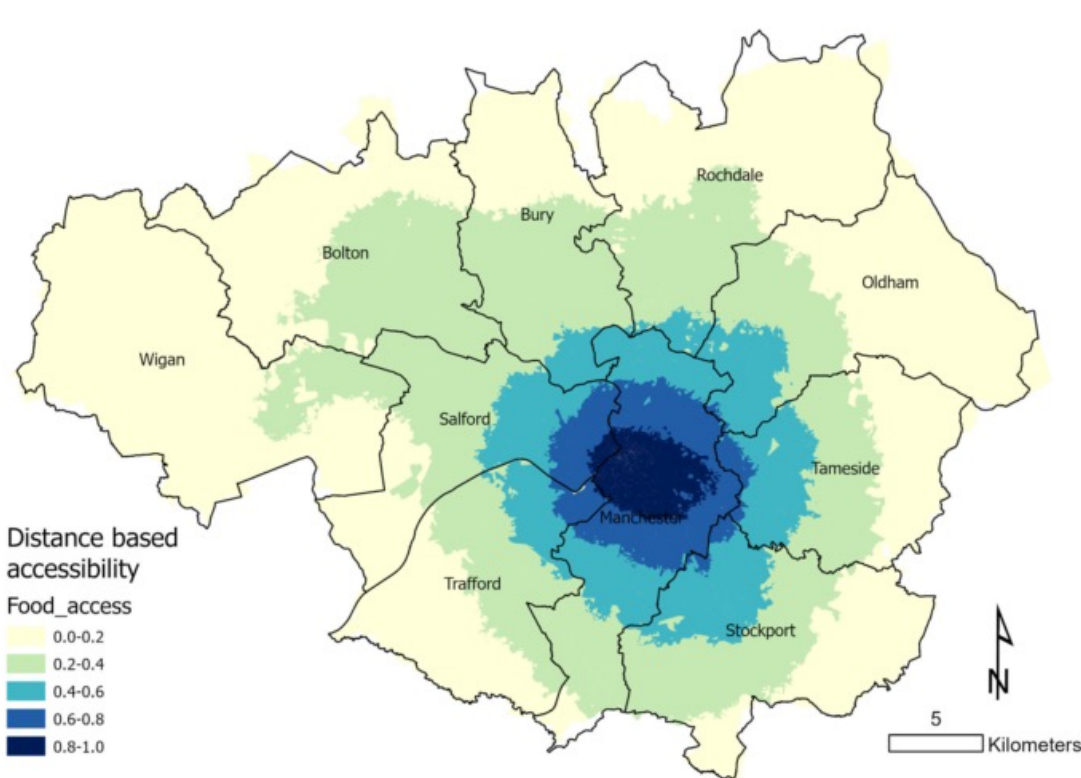 Rochdale
Bury
Bolton
Oldham
Wigan
Salford
Tameside
Manchester
Distance based
accessibility
Food_access
Trafford
Stockport
0.0-0.2
0.2-0.4
0.4-0.6
0.6-0.8
0.8-1.0
N
5
Kilometers